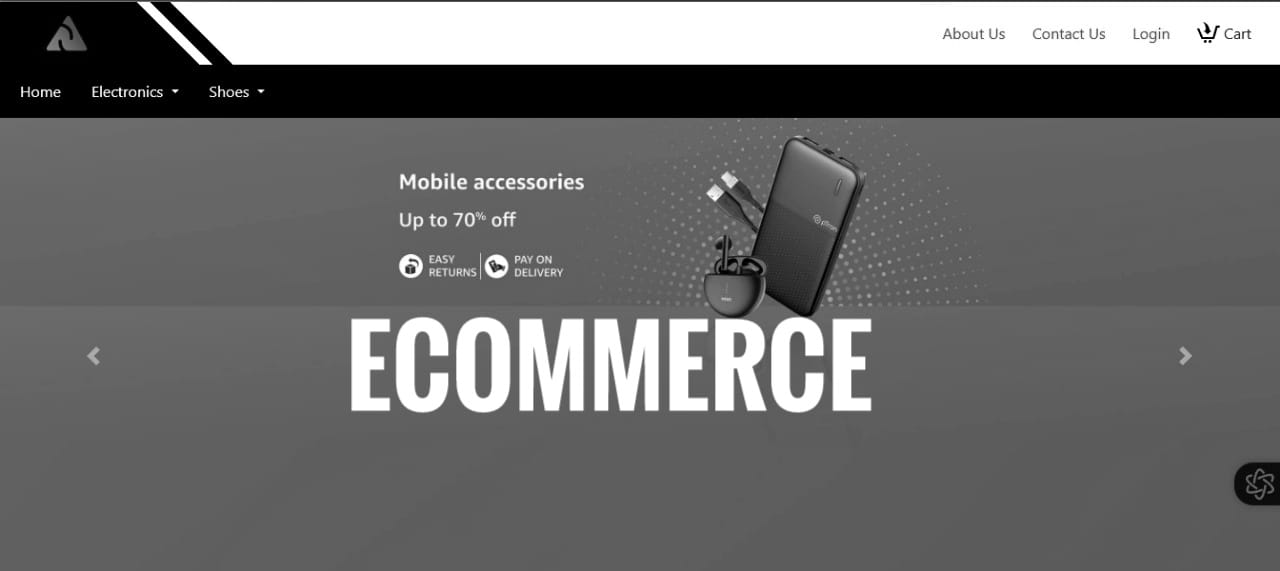 About Us Contact Us Login Cart
Home Electronics Shoes
Mobile accessories
Up to 70% off
EASY
RETURNS
PAY ON
DELIVERY
ECOMMERCE